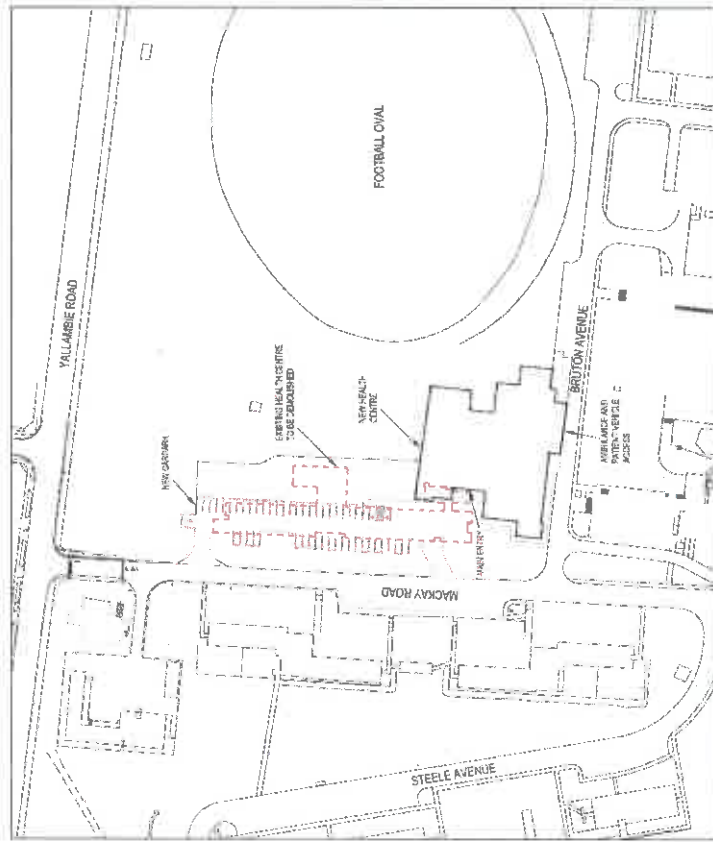 YALLAMBIE ROAD
FOOTBALL OVAL
NEW CARPARK
EXISTING HEALTH CENTRE
TO BE DEMOLISHED
NEW HEALTH
CENTRE
BRUTON AVENUE
AMBULANCE AND
PATIENT VEHICLE
ACCESS
MAIN ENTRY
MACKAY ROAD
STEELE AVENUE